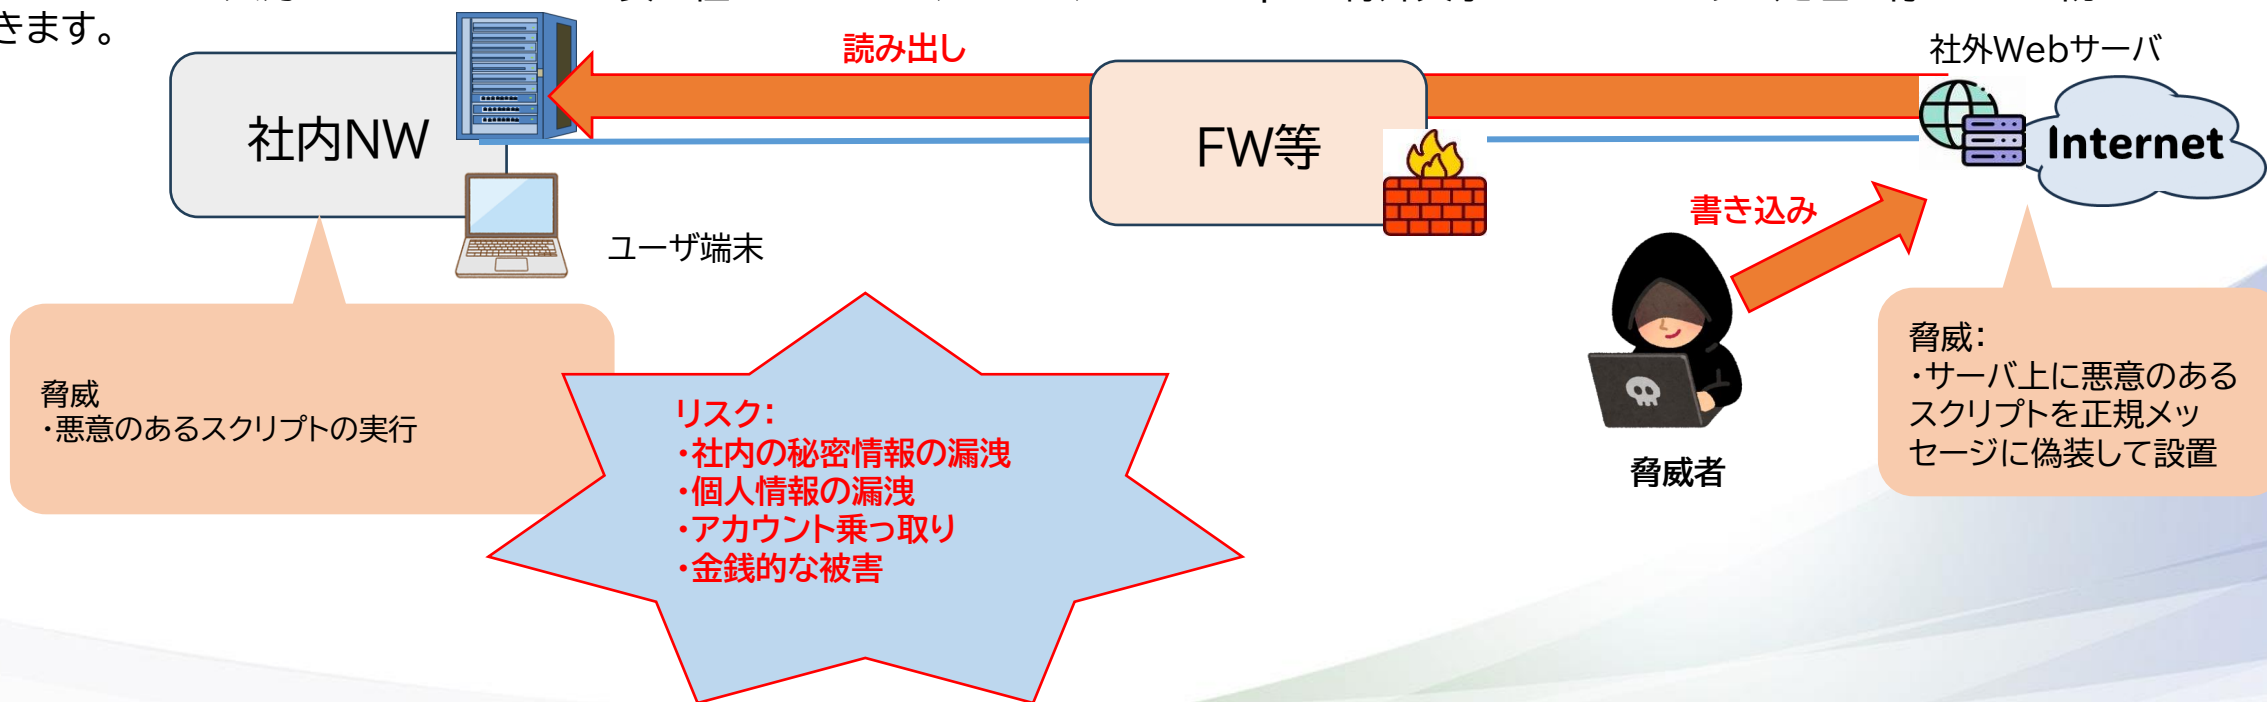 きます。
社外Webサーバ
読み出し
社内NW
FW等
Internet
書き込み
ユーザ端末
脅威
・悪意のあるスクリプトの実行
リスク:
・社内の秘密情報の漏洩
・個人情報の漏洩
・アカウント乗っ取り
・金銭的な被害
脅威者
脅威:
・サーバ上に悪意のある
スクリプトを正規メッ
セージに偽装して設置